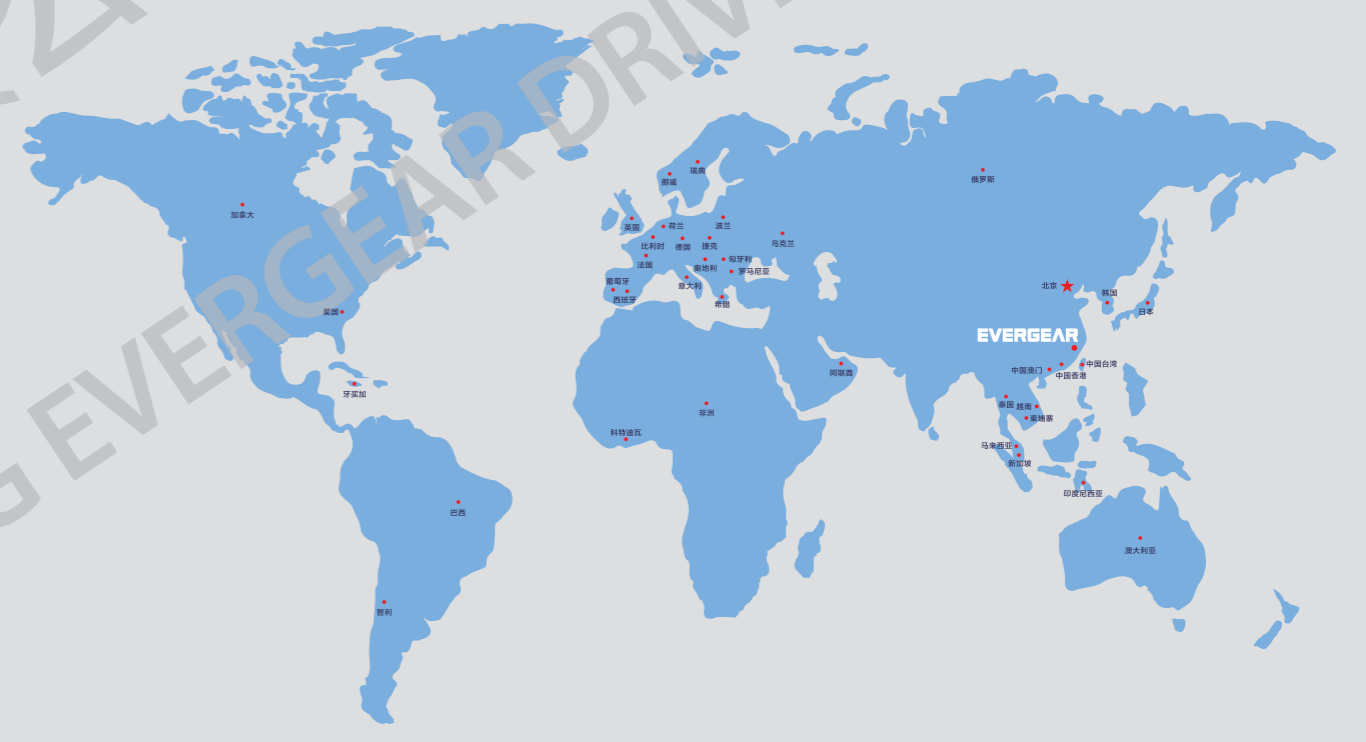 EVERGEAR DRIV
G EVERGEAR
瑞典
挪威
俄罗斯
加拿大
英国
荷兰
波兰
比利时
德国
捷克
乌克兰
法国
奥地利
匈牙利
罗马尼亚
葡萄牙
意大利
西班牙
希腊
北京
韩国
美国
日本
EVERGEAR
中国澳门
中国香港
中国台湾
阿联酋
牙买加
泰国
越南
非洲
柬埔寨
科特迪瓦
马来西亚
新加坡
印度尼西亚
巴西
澳大利亚
智利